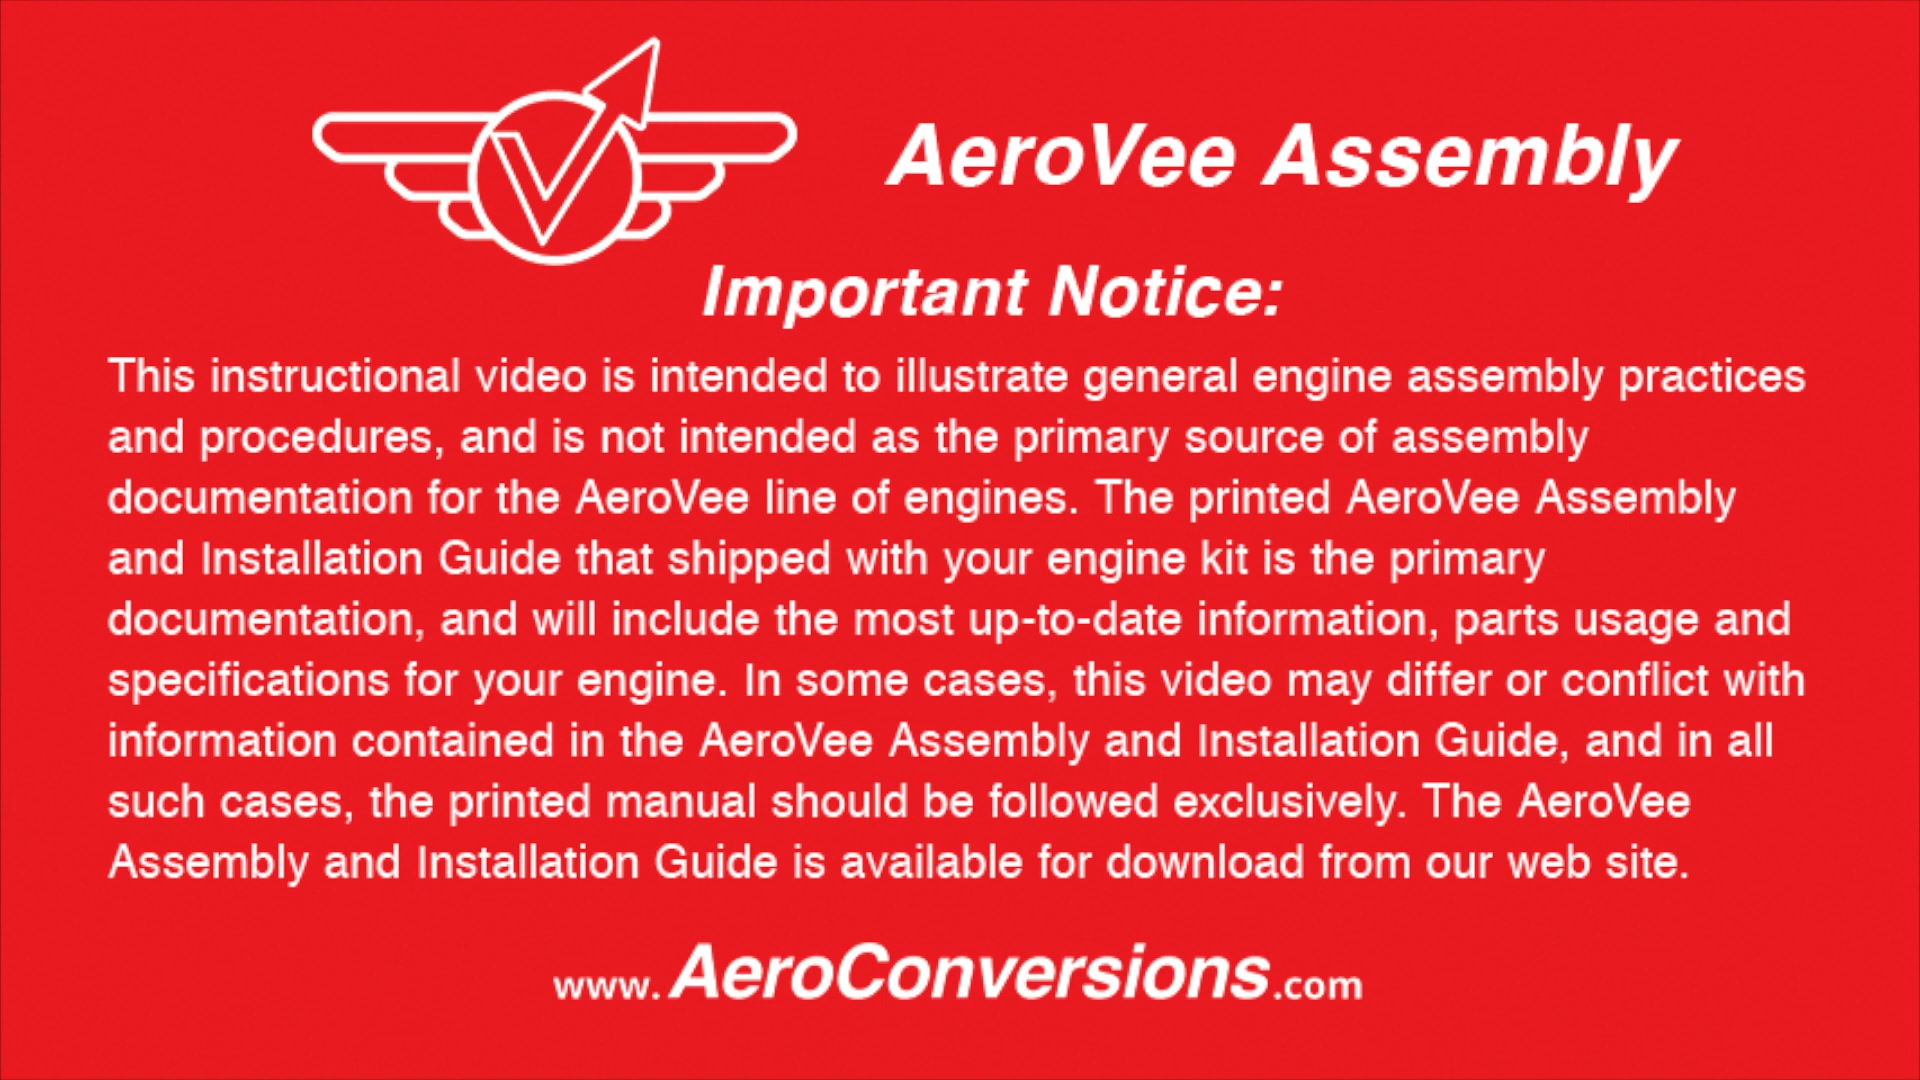 AeroVee Assembly
Important Notice:
This instructional video is intended to illustrate general engine assembly practices
and procedures, and is not intended as the primary source of assembly
documentation for the AeroVee line of engines. The printed AeroVee Assembly
and Installation Guide that shipped with your engine kit is the primary
documentation, and will include the most up-to-date information, parts usage and
specifications for your engine. In some cases, this video may differ or conflict with
information contained in the AeroVee Assembly and Installation Guide, and in all
such cases, the printed manual should be followed exclusively. The AeroVee
Assembly and Installation Guide is available for download from our web site.
www.AeroConversions.com